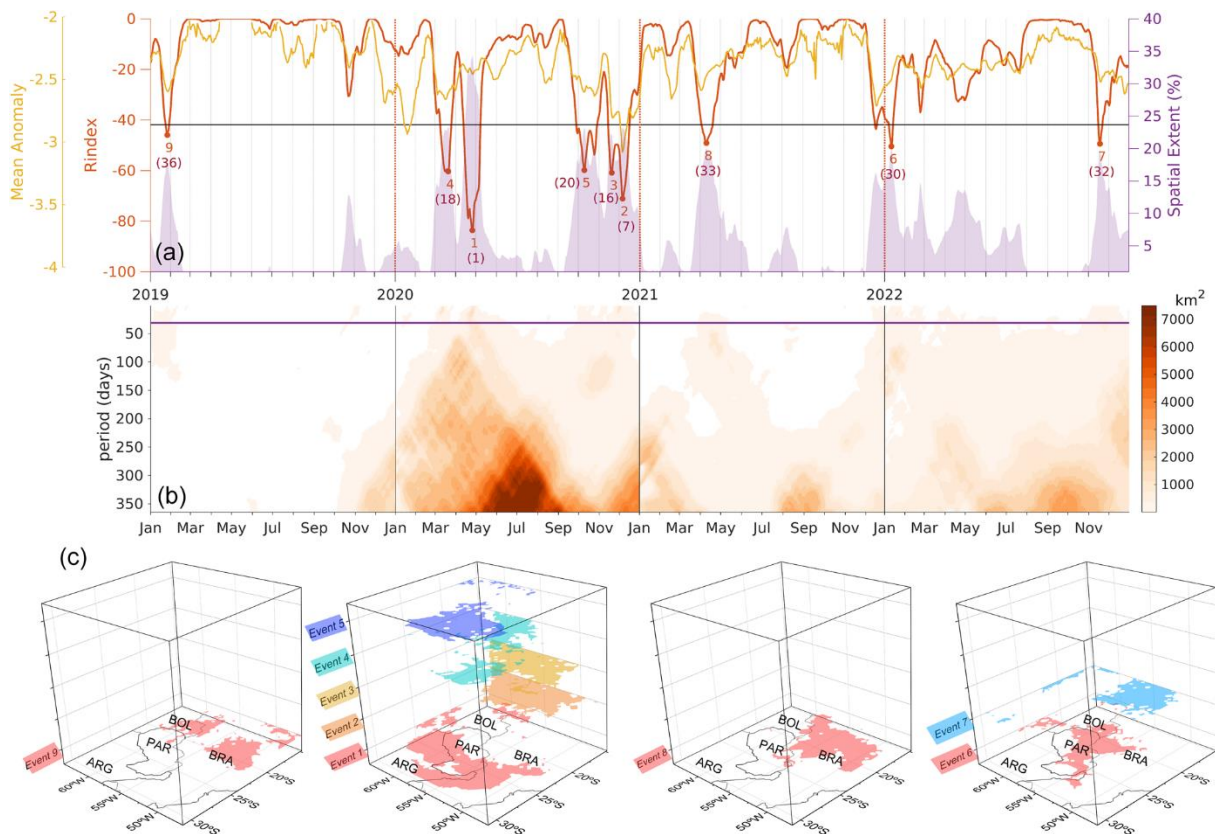 -2
-2.5
-3
-3.5
-4
Mean Anomaly
0
-20
-40
-60
-80
-100
Rindex
40
35
30
25
20
15
10
5
Spatial Extent (%)
9
(36)
4
(18)
1
(1)
5
(20)
3
(16)
2
(7)
8
(33)
6
(30)
7
(32)
(a)
2019 2020 2021 2022
50
100
150
200
250
300
350
period (days)
(b)
km2
7000
6000
5000
4000
3000
2000
1000
Jan Mar May Jul Sep Nov Jan Mar May Jul Sep Nov Jan Mar May Jul Sep Nov Jan Mar May Jul Sep Nov
(c)
Event 9
BOL
PAR
BRA
ARG
60°W
55°W
50°W
30°S
25°S
20°S
Event 5
Event 4
Event 3
Event 2
Event 1
BOL
PAR
BRA
ARG
60°W
55°W
50°W
30°S
25°S
20°S
Event 8
BOL
PAR
BRA
ARG
60°W
55°W
50°W
30°S
25°S
20°S
Event 7
Event 6
BOL
PAR
BRA
ARG
60°W
55°W
50°W
30°S
25°S
20°S